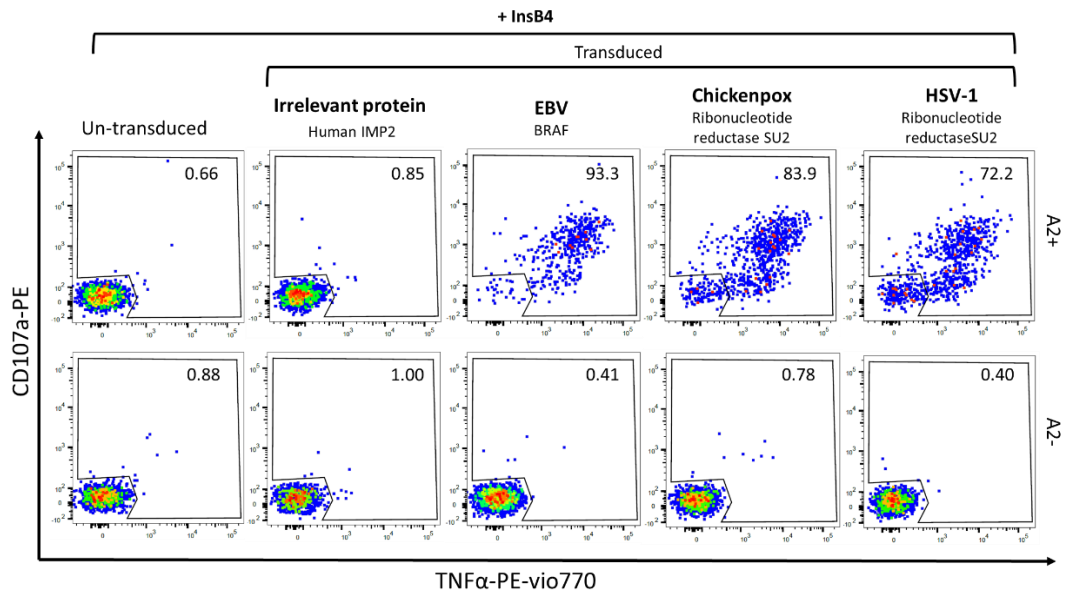 + InsB4
Transduced
Un-transduced
Irrelevant protein
Human IMP2
EBV
BRAF
Chickenpox
Ribonucleotide
reductase SU2
HSV-1
Ribonucleotide
reductaseSU2
0.66
0.85
93.3
83.9
72.2
A2+
0.88
1.00
0.41
0.78
0.40
A2-
CD107a-PE
TNFα-PE-vio770